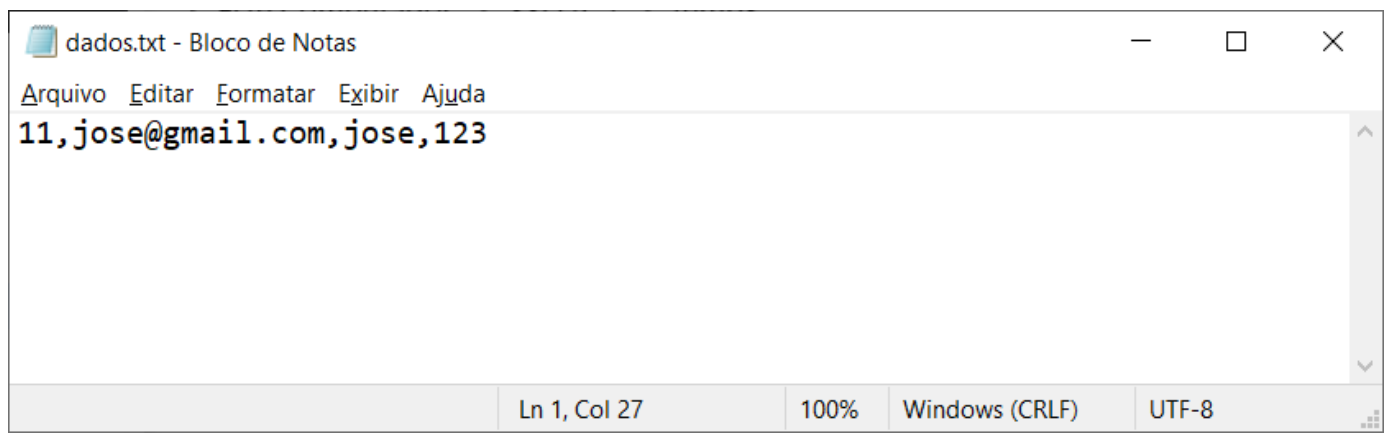 dados.txt - Bloco de Notas
Arquivo Editar Formatar Exibir Ajuda
11,jose@gmail.com,jose,123
Ln 1, Col 27 100% Windows (CRLF) UTF-8